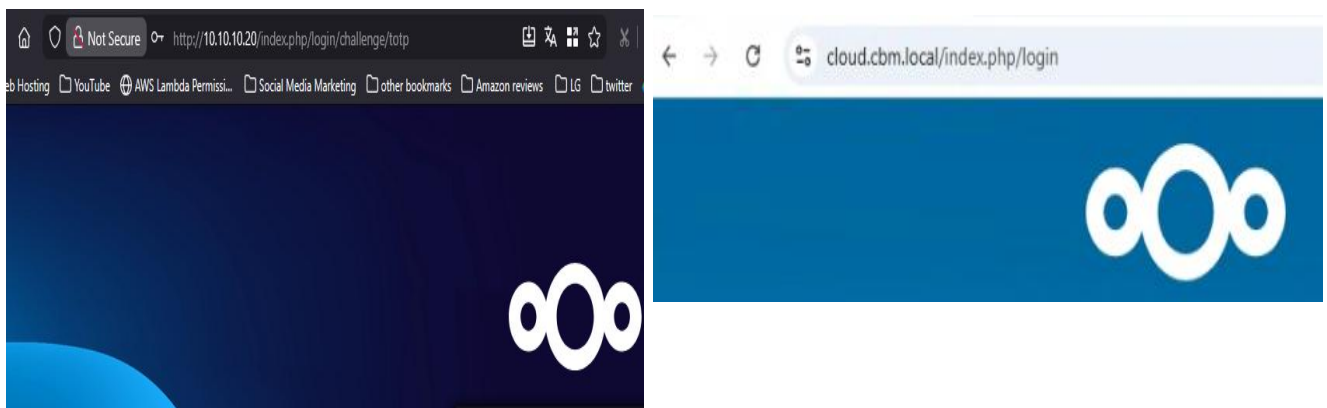 Not Secure http://10.10.10.20/index.php/login/challenge/totp
eb Hosting YouTube AWS Lambda Permissi... Social Media Marketing other bookmarks Amazon reviews LG twitter
cloud.cbm.local/index.php/login